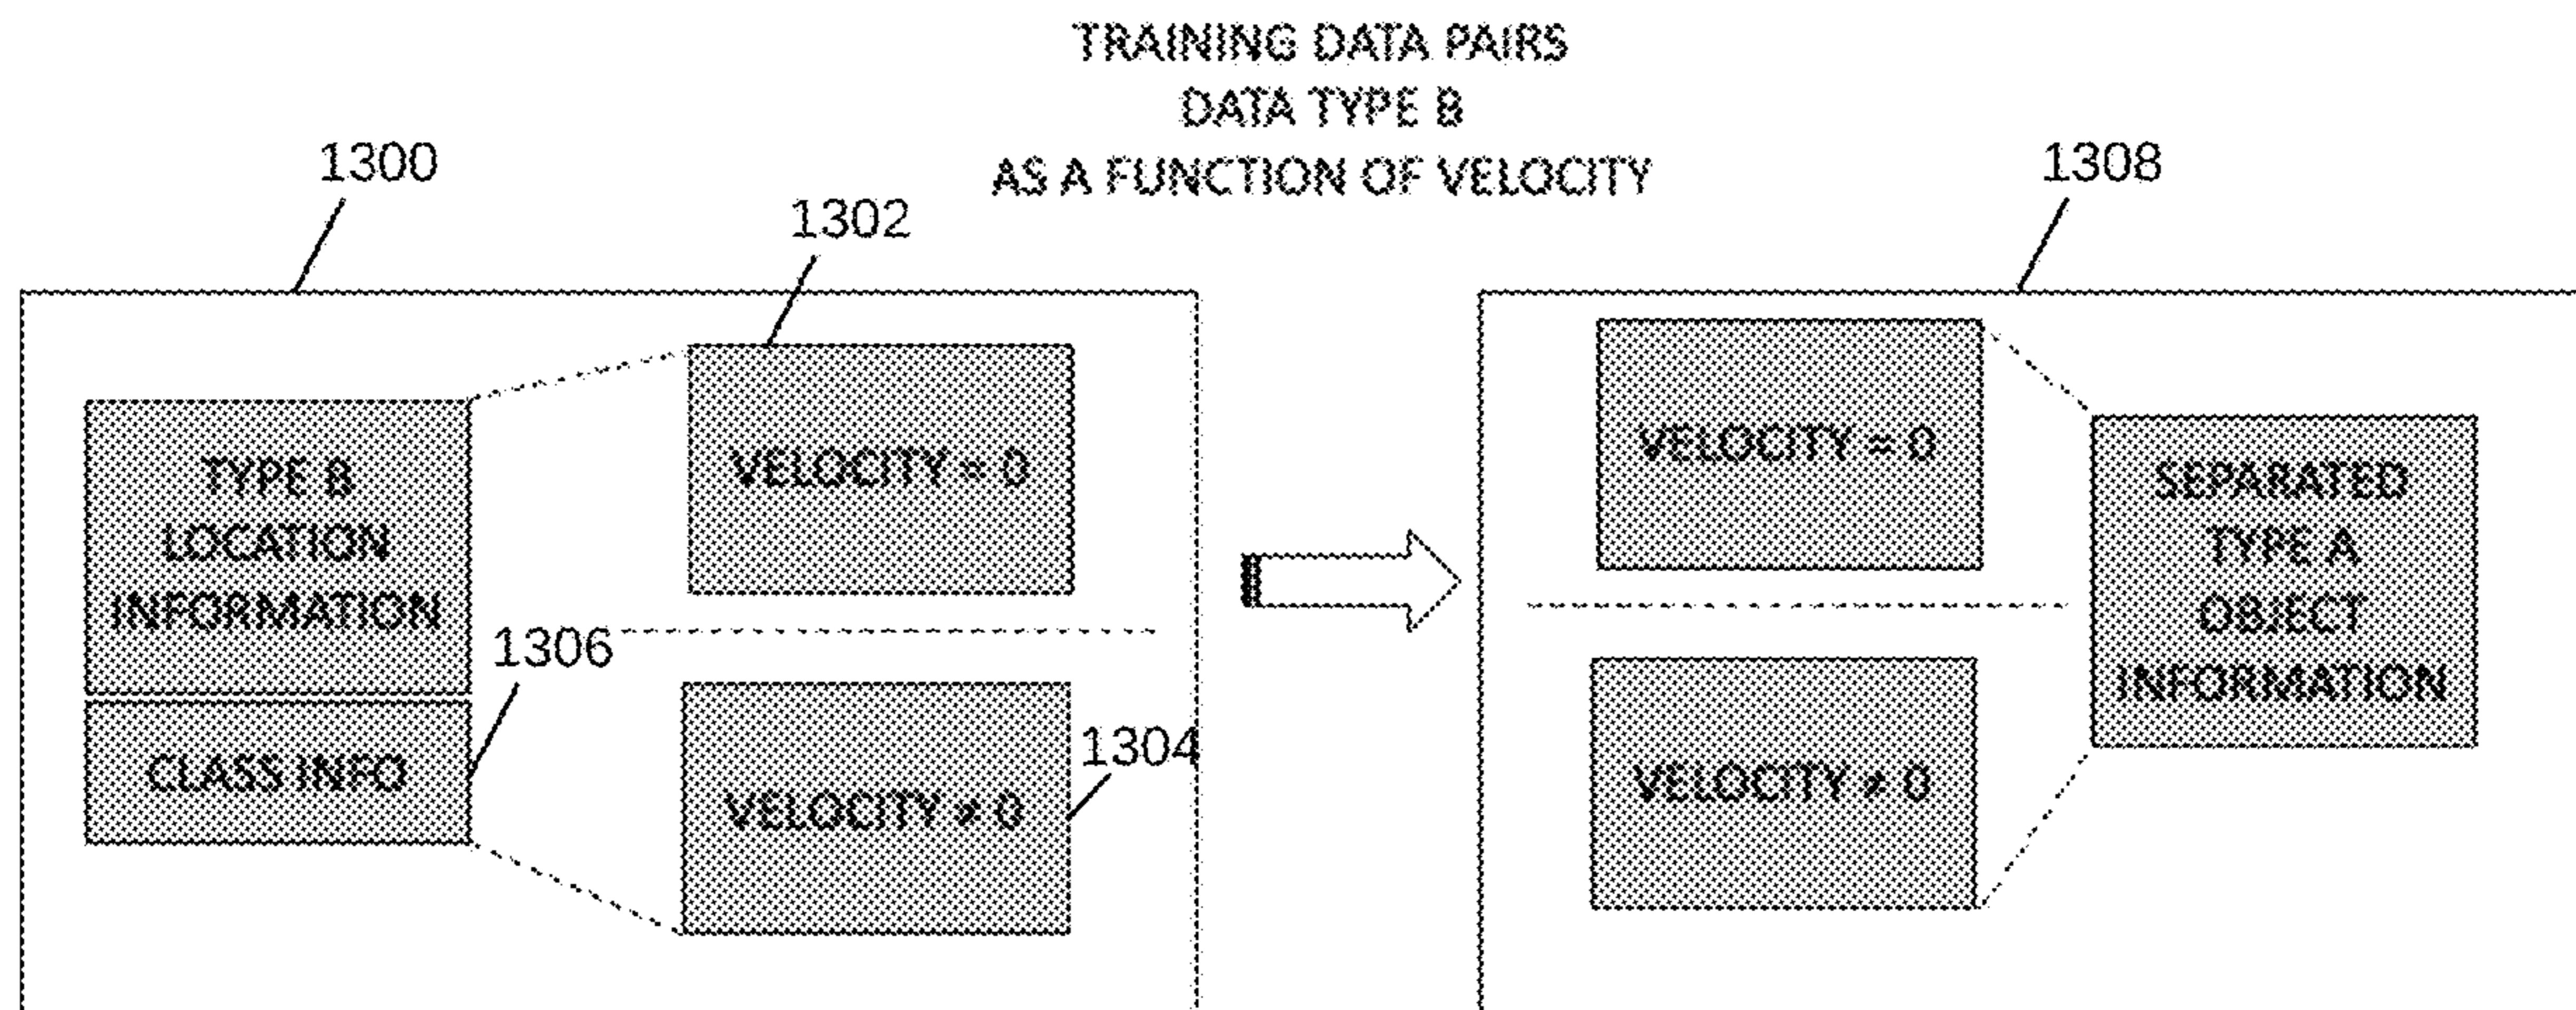 TRAINING DATA PAIRS
DATA TYPE B
AS A FUNCTION OF VELOCITY
1300
1302
1308
TYPE B
LOCATION
INFORMATION
CLASS INFO
1306
VELOCITY = 0
VELOCITY ≠ 0
1304
VELOCITY = 0
VELOCITY ≠ 0
SEPARATED
TYPE A
OBJECT
INFORMATION